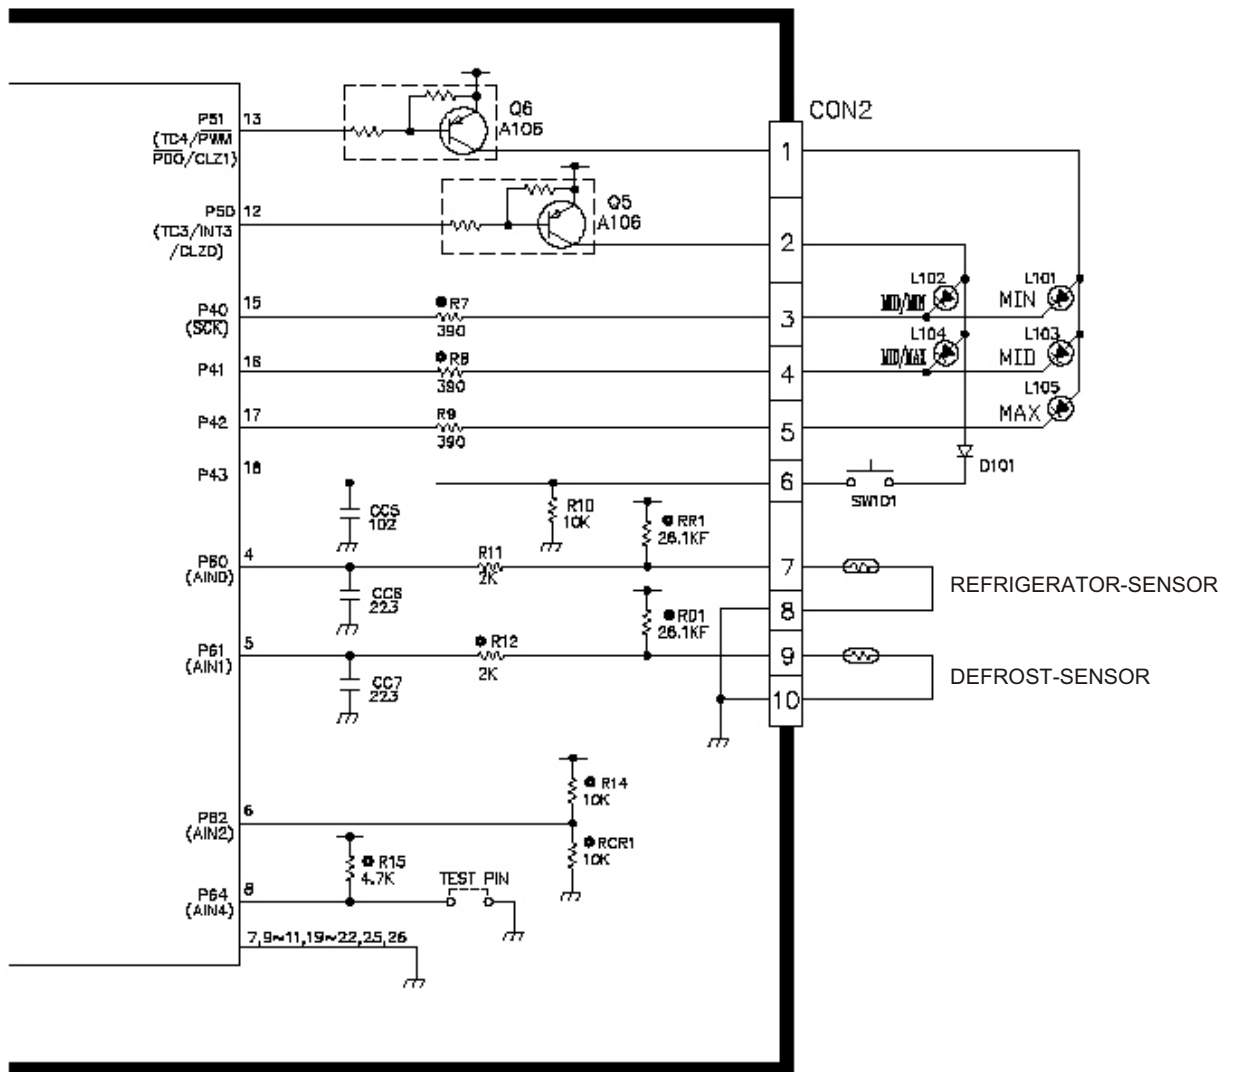 CON2
P51 13
(TC4/PWM
PDO/CLZ1)
Q6
A106
1
P50 12
(TC3/INT3
/CLZ0)
Q5
A106
2
P40 15
(SCK)
R7
390
3
L102
MID/MIN
L101
MIN
P41 16
R8
390
4
L104
MID/MAX
L103
MID
P42 17
R9
390
5
L105
MAX
P43 18
6
D101
SW101
CC5
102
R10
10K
RR1
26.1KF
P60 4
(AIN0)
R11
2K
7
CC6
223
REFRIGERATOR-SENSOR
8
RD1
26.1KF
P61 5
(AIN1)
R12
2K
9
CC7
223
DEFROST-SENSOR
10
R14
10K
P62 6
(AIN2)
RCR1
10K
R15
4.7K
TEST PIN
P64 8
(AIN4)
7,9~11,19~22,25,26